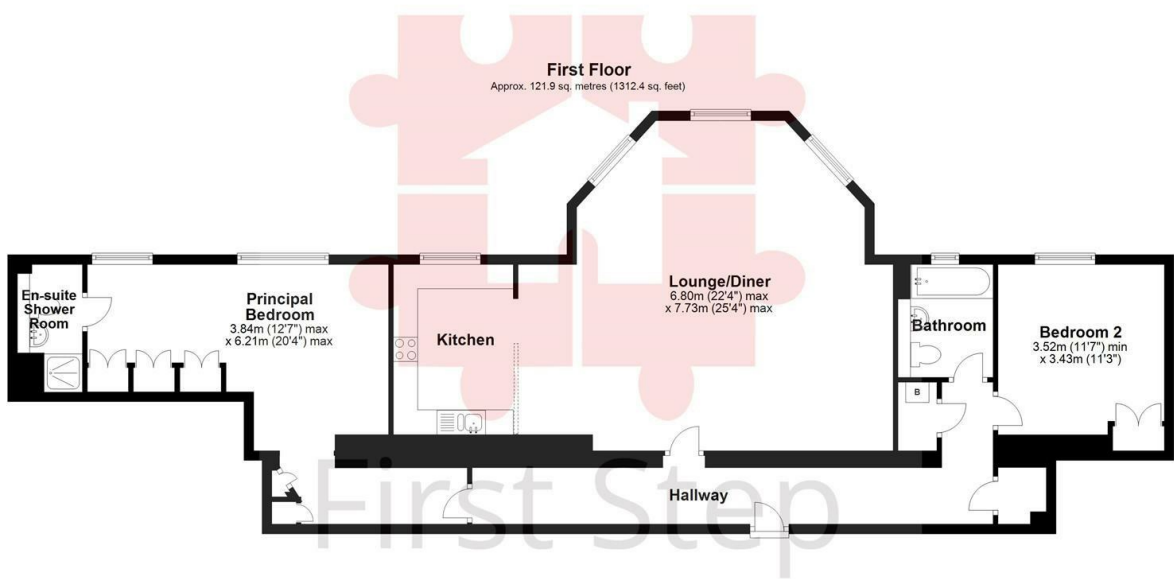 First Floor
Approx. 121.9 sq. metres (1312.4 sq. feet)
En-suite
Shower
Room
Principal
Bedroom
3.84m (12'7") max
x 6.21m (20'4") max
Kitchen
Lounge/Diner
6.80m (22'4") max
x 7.73m (25'4") max
Bathroom
Bedroom 2
3.52m (11'7") min
x 3.43m (11'3")
B
Hallway
First Step